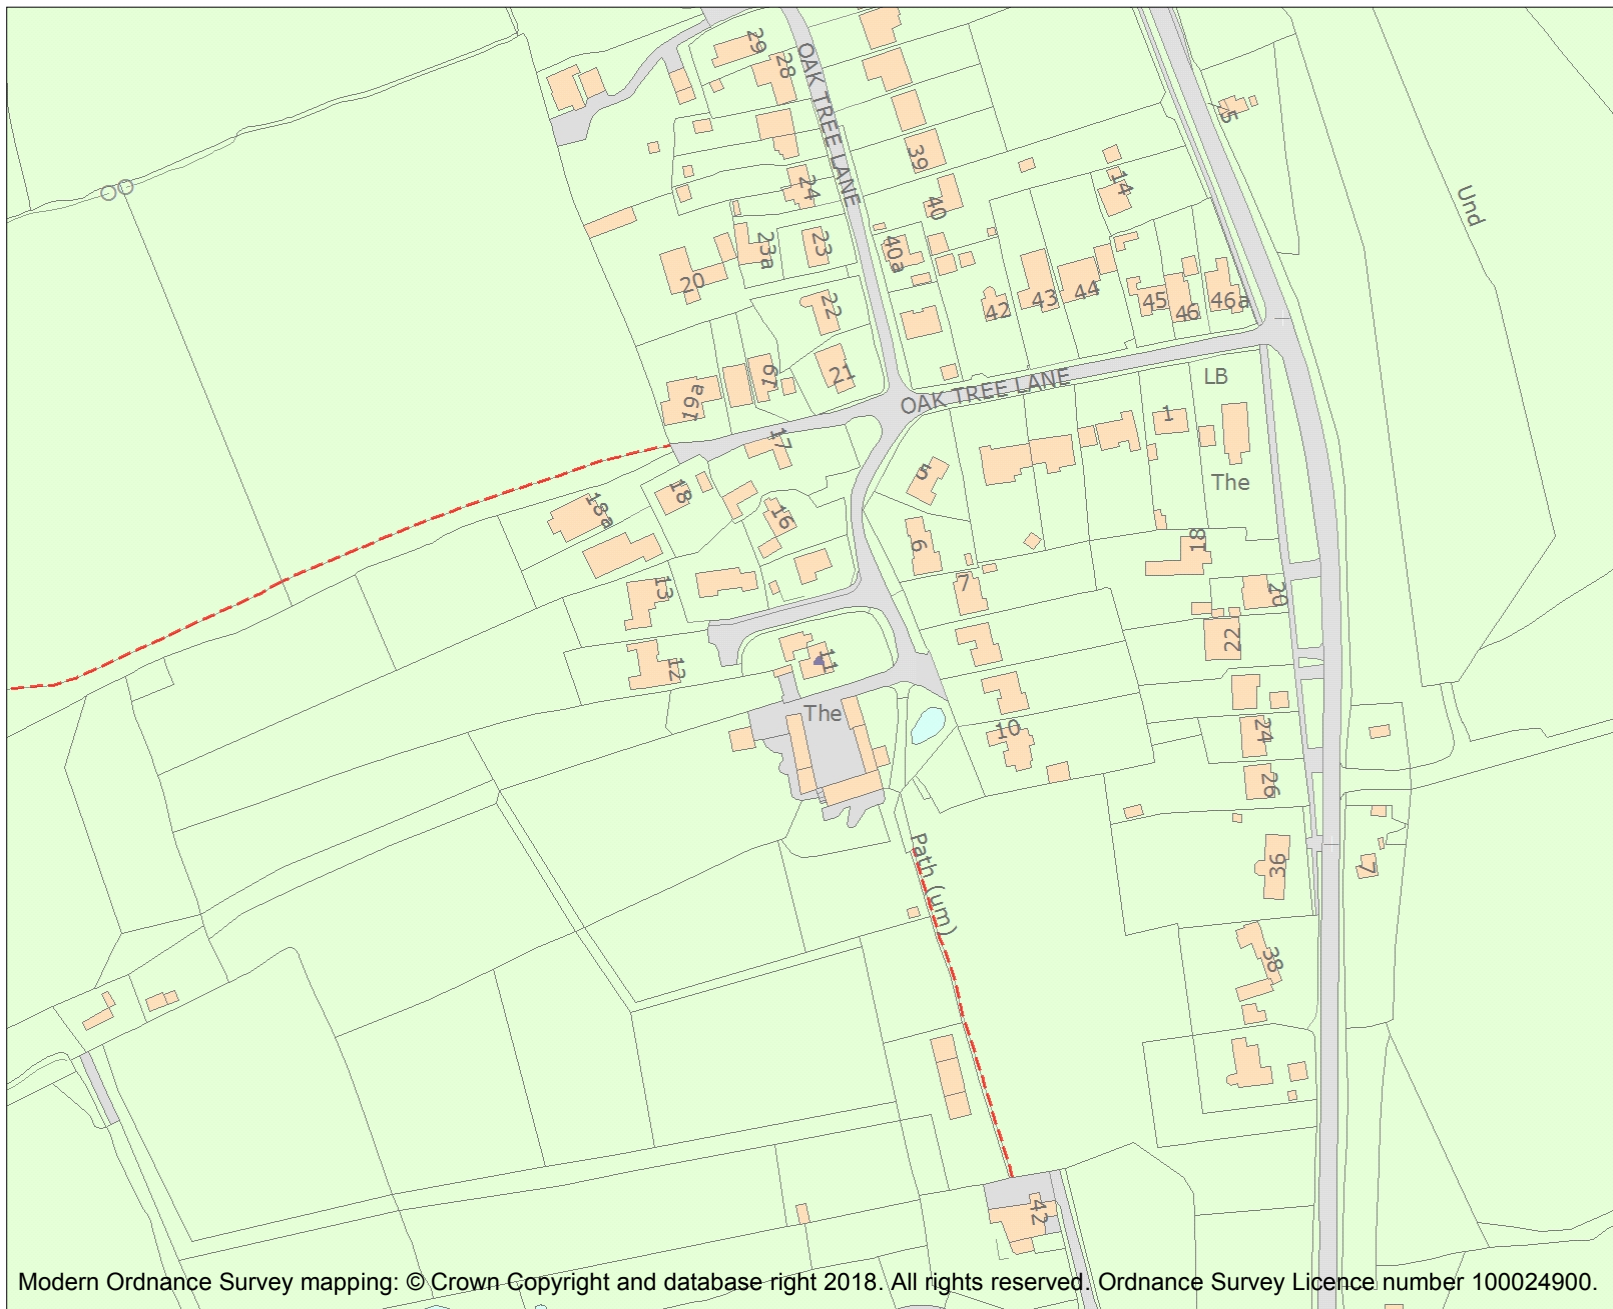 29
28
OAK TREE LANE
5
39
14
24
40
Und
23a
23
40a
20
22
42
43
44
45
46
46a
19a
19
21
LB
OAK TREE LANE
1
17
5
18
18a
16
The
6
18
13
7
20
22
12
11
The
10
24
26
Path (um)
36
7
38
42
Modern Ordnance Survey mapping: © Crown Copyright and database right 2018. All rights reserved. Ordnance Survey Licence number 100024900.